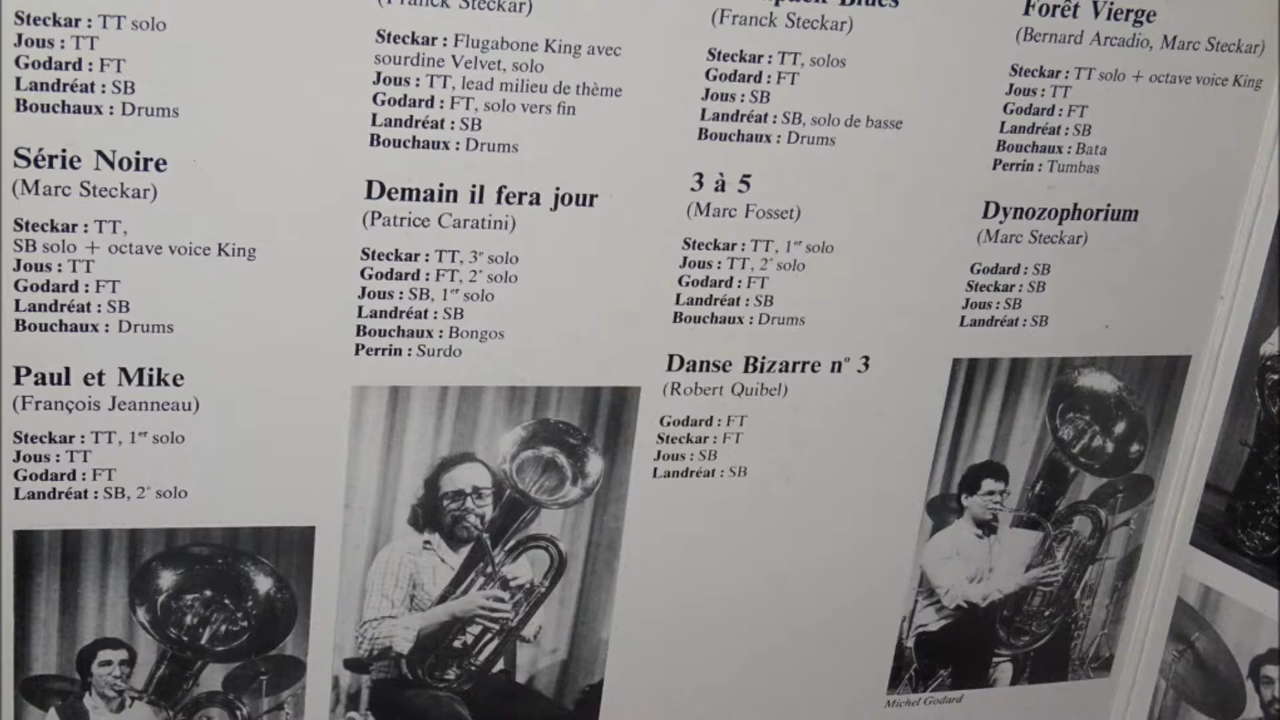 Steckar : TT solo
Jous : TT
Godard : FT
Landréat : SB
Bouchaux : Drums
Série Noire
(Marc Steckar)
Steckar : TT,
SB solo + octave voice King
Jous : TT
Godard : FT
Landréat : SB
Bouchaux : Drums
Paul et Mike
(François Jeanneau)
Steckar : TT, 1er solo
Jous : TT
Godard : FT
Landréat : SB, 2e solo
(Franck Steckar)
Steckar : Flugabone King avec
sourdine Velvet, solo
Jous : TT, lead milieu de thème
Godard : FT, solo vers fin
Landréat : SB
Bouchaux : Drums
Demain il fera jour
(Patrice Caratini)
Steckar : TT, 3e solo
Godard : FT, 2e solo
Jous : SB, 1er solo
Landréat : SB
Bouchaux : Bongos
Perrin : Surdo
Blues
(Franck Steckar)
Steckar : TT, solos
Godard : FT
Jous : SB
Landréat : SB, solo de basse
Bouchaux : Drums
3 à 5
(Marc Fosset)
Steckar : TT, 1er solo
Jous : TT, 2e solo
Godard : FT
Landréat : SB
Bouchaux : Drums
Danse Bizarre nº 3
(Robert Quibel)
Godard : FT
Steckar : FT
Jous : SB
Landréat : SB
Forêt Vierge
(Bernard Arcadio, Marc Steckar)
Steckar : TT solo + octave voice King
Jous : TT
Godard : FT
Landréat : SB
Bouchaux : Bata
Perrin : Tumbas
Dynozophorium
(Marc Steckar)
Godard : SB
Steckar : SB
Jous : SB
Landréat : SB
Michel Godard